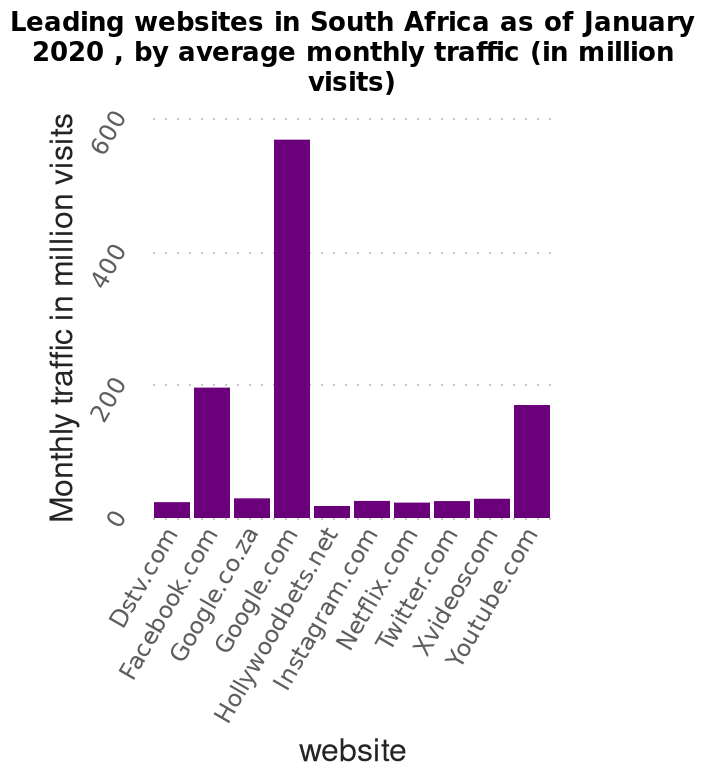 Leading websites in South Africa as of January
2020 , by average monthly traffic (in million
visits)
Monthly traffic in million visits
600
400
200
0
Dstv.com
Facebook.com
Google.co.za
Google.com
Hollywoodbets.net
Instagram.com
Netflix.com
Twitter.com
Xvideoscom
Youtube.com
website